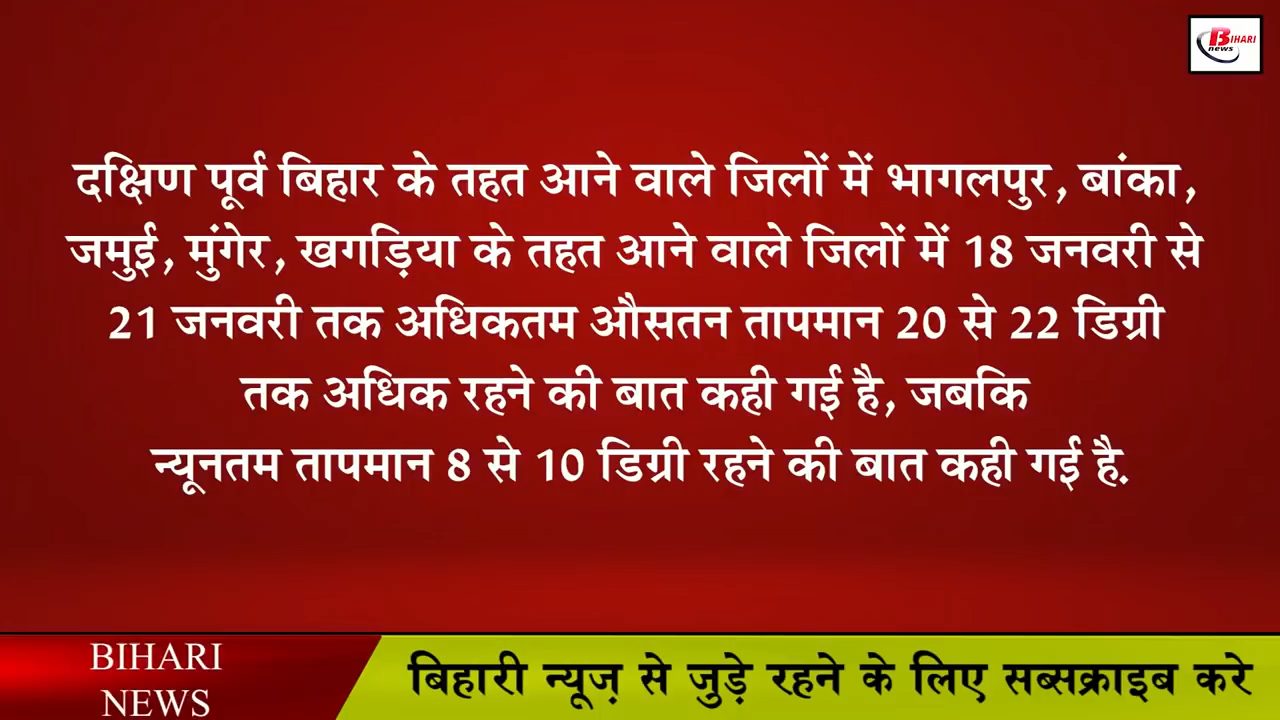 BIHARI
news
दक्षिण पूर्व बिहार के तहत आने वाले जिलों में भागलपुर, बांका,
जमुई, मुंगेर, खगड़िया के तहत आने वाले जिलों में 18 जनवरी से
21 जनवरी तक अधिकतम औसतन तापमान 20 से 22 डिग्री
तक अधिक रहने की बात कही गई है, जबकि
न्यूनतम तापमान 8 से 10 डिग्री रहने की बात कही गई है.
BIHARI
NEWS
बिहारी न्यूज़ से जुड़े रहने के लिए सब्सक्राइब करे